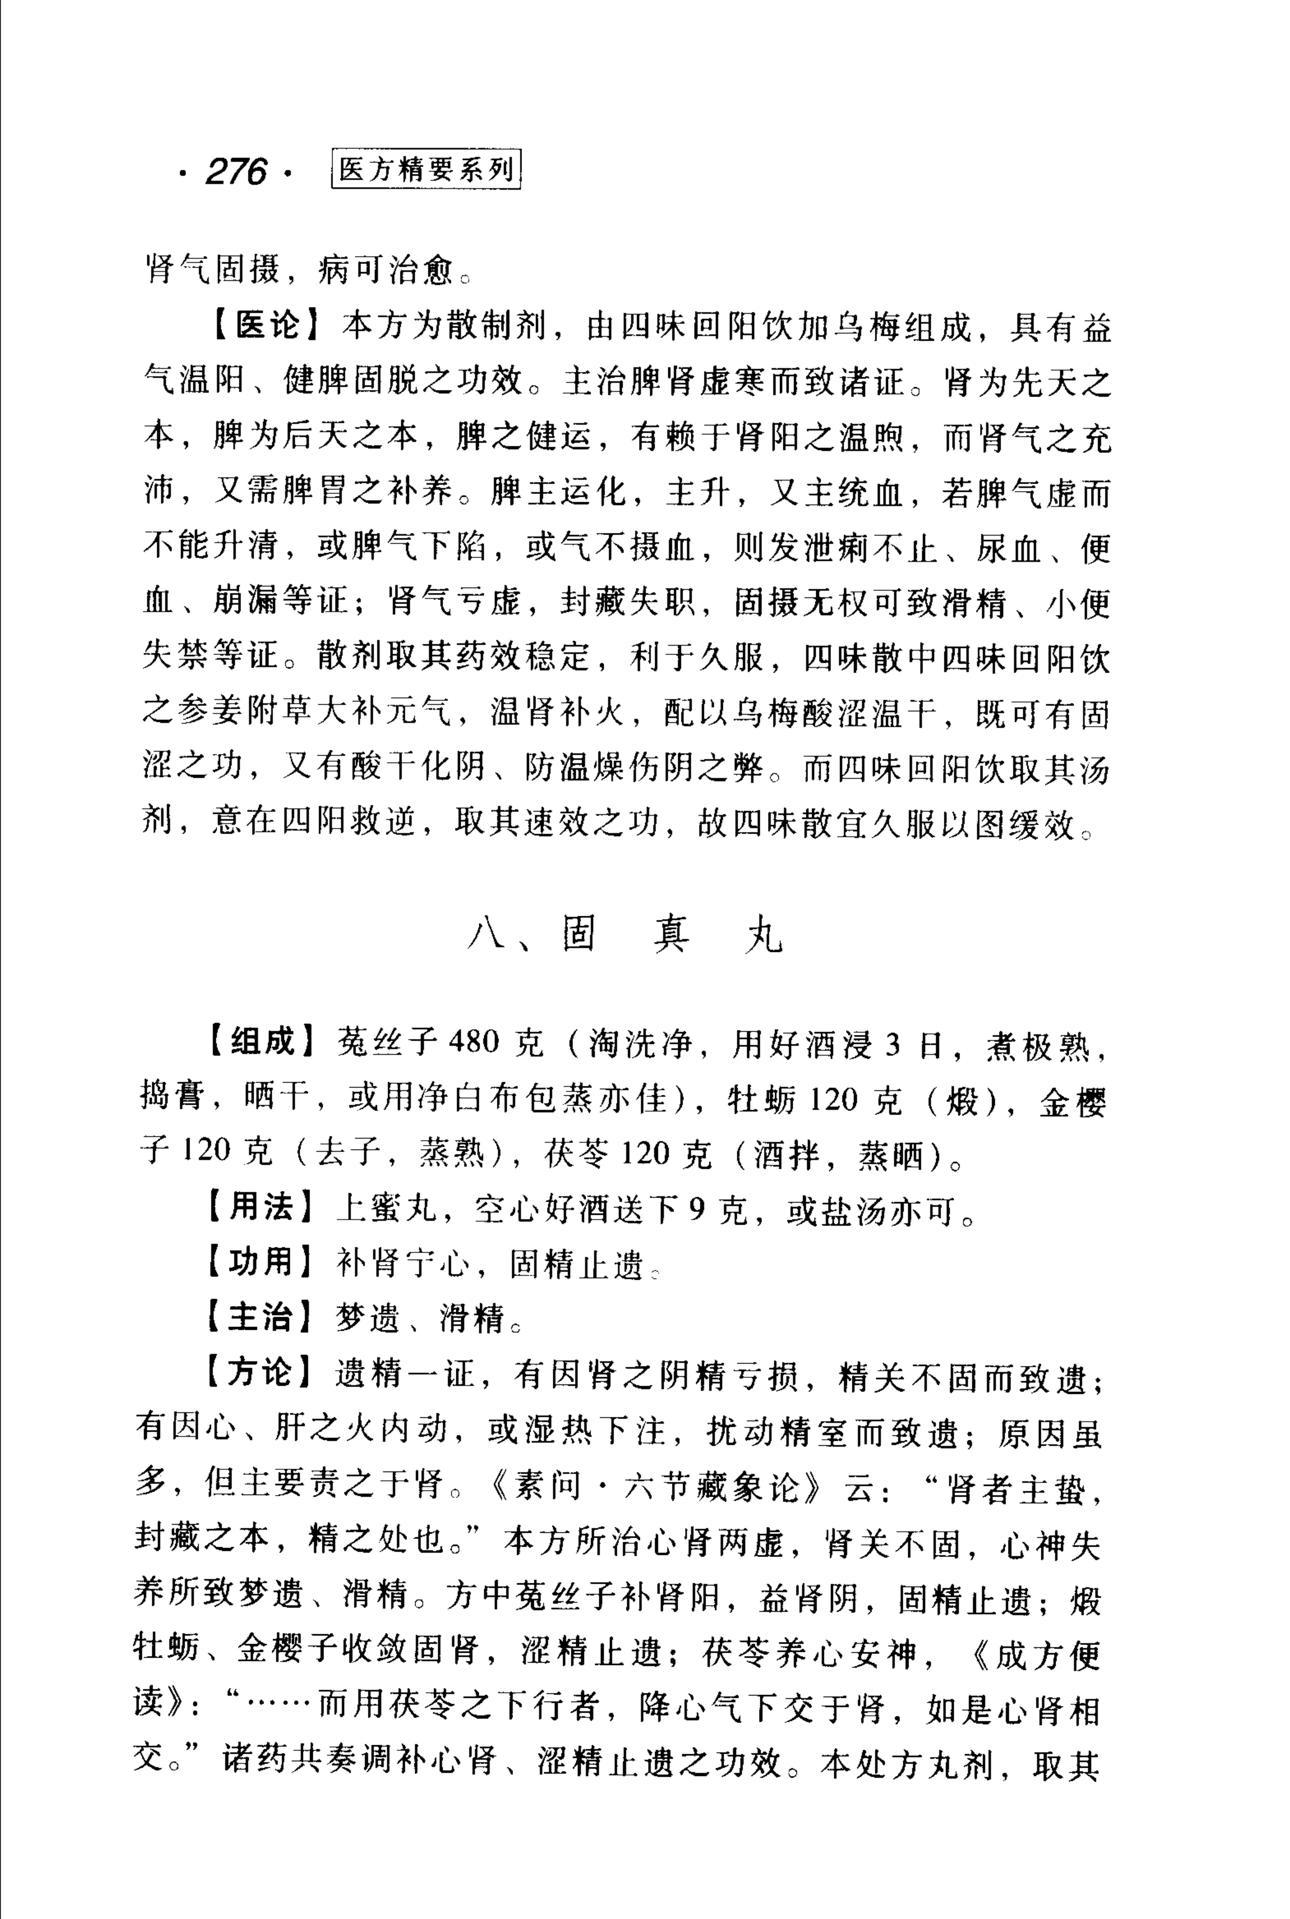 ·276· 医方精要系列
肾气固摄，病可治愈。
【医论】本方为散制剂，由四味回阳饮加乌梅组成，具有益
气温阳、健脾固脱之功效。主治脾肾虚寒而致诸证。肾为先天之
本，脾为后天之本，脾之健运，有赖于肾阳之温煦，而肾气之充
沛，又需脾胃之补养。脾主运化，主升，又主统血，若脾气虚而
不能升清，或脾气下陷，或气不摄血，则发泄痢不止、尿血、便
血、崩漏等证；肾气亏虚，封藏失职，固摄无权可致滑精、小便
失禁等证。散剂取其药效稳定，利于久服，四味散中四味回阳饮
之参姜附草大补元气，温肾补火，配以乌梅酸涩温干，既可有固
涩之功，又有酸干化阴、防温燥伤阴之弊。而四味回阳饮取其汤
剂，意在四阳救逆，取其速效之功，故四味散宜久服以图缓效。
八、固 真 丸
【组成】菟丝子480克（淘洗净，用好酒浸3日，煮极熟，
捣膏，晒干，或用净白布包蒸亦佳），牡蛎120克（煅），金樱
子120克（去子，蒸熟），茯苓120克（酒拌，蒸晒）。
【用法】上蜜丸，空心好酒送下9克，或盐汤亦可。
【功用】补肾宁心，固精止遗。
【主治】梦遗、滑精。
【方论】遗精一证，有因肾之阴精亏损，精关不固而致遗；
有因心、肝之火内动，或湿热下注，扰动精室而致遗；原因虽
多，但主要责之于肾。《素问·六节藏象论》云：“肾者主蛰，
封藏之本，精之处也。”本方所治心肾两虚，肾关不固，心神失
养所致梦遗、滑精。方中菟丝子补肾阳，益肾阴，固精止遗；煅
牡蛎、金樱子收敛固肾，涩精止遗；茯苓养心安神，《成方便
读》：“……而用茯苓之下行者，降心气下交于肾，如是心肾相
交。”诸药共奏调补心肾、涩精止遗之功效。本处方丸剂，取其